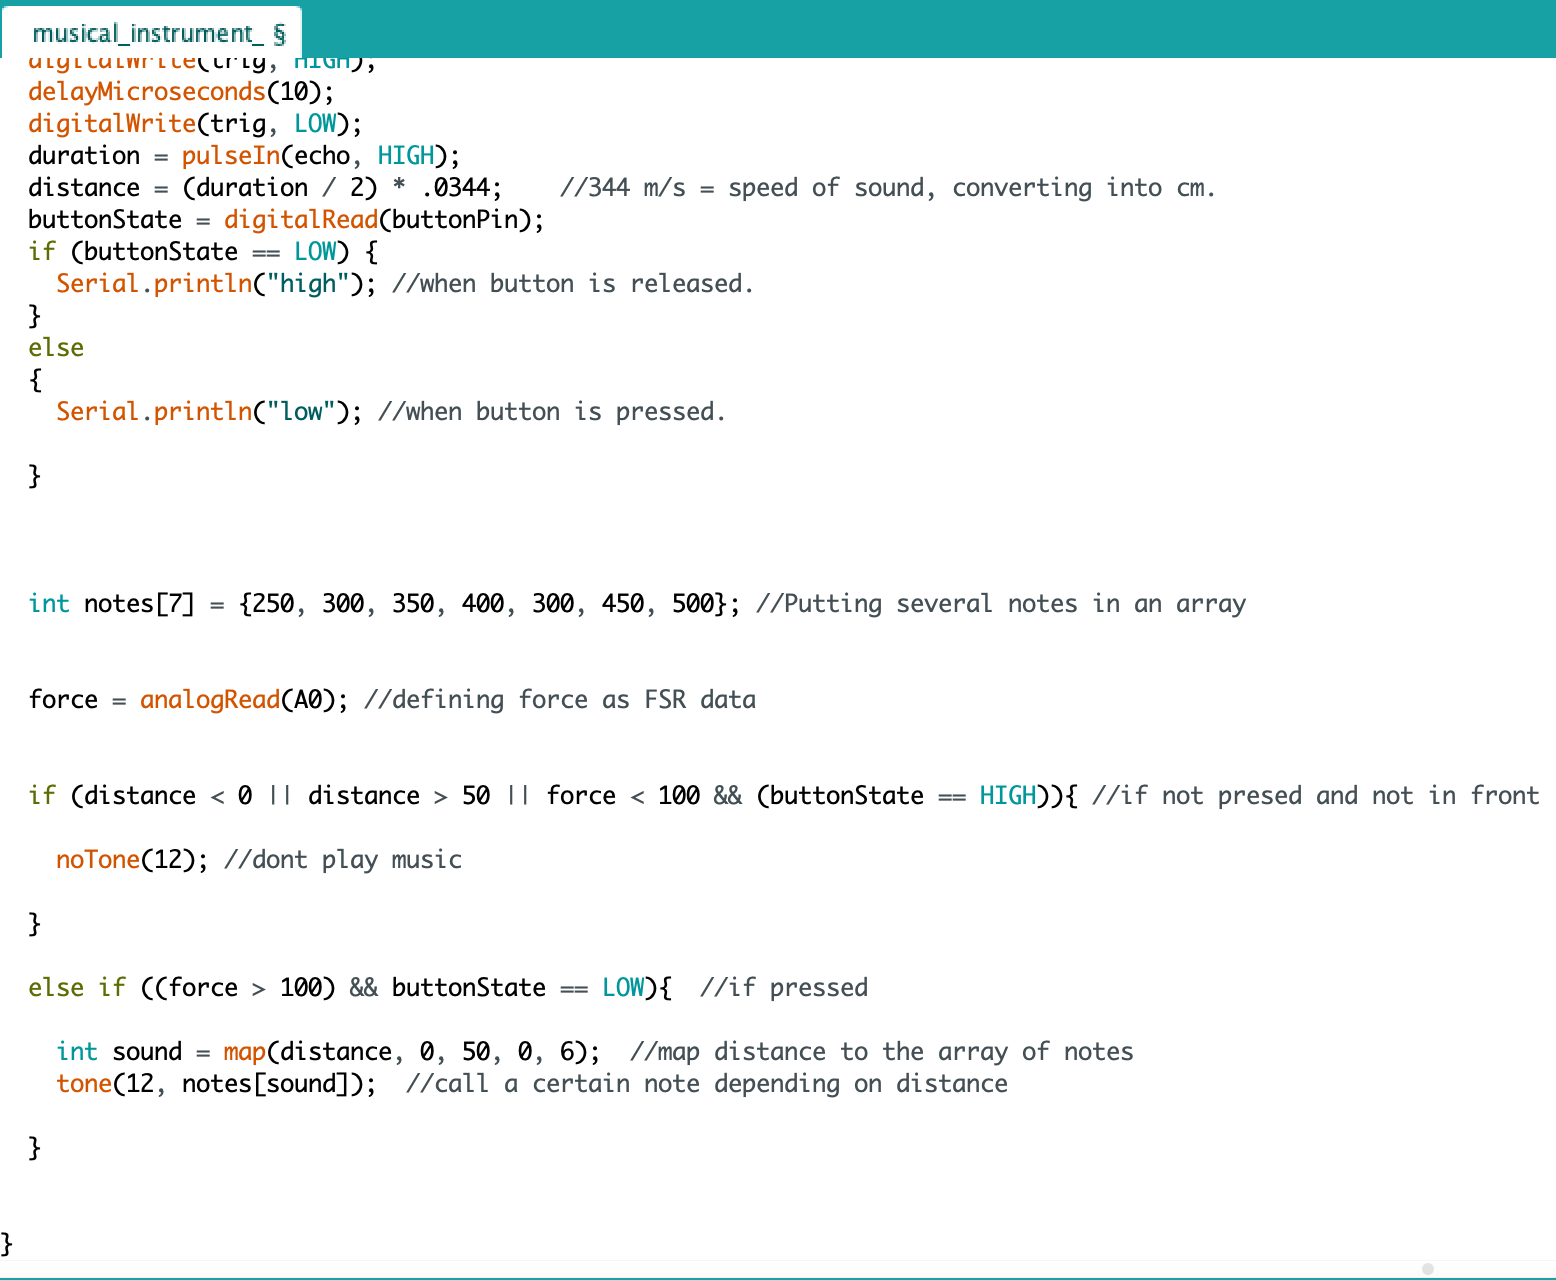 musical_instrument_ §
digitalWrite(trig, HIGH);
delayMicroseconds(10);
digitalWrite(trig, LOW);
duration = pulseIn(echo, HIGH);
distance = (duration / 2) * .0344;    //344 m/s = speed of sound, converting into cm.
buttonState = digitalRead(buttonPin);
if (buttonState == LOW) {
Serial.println("high"); //when button is released.
}
else
{
Serial.println("low"); //when button is pressed.
}
int notes[7] = {250, 300, 350, 400, 300, 450, 500}; //Putting several notes in an array
force = analogRead(A0); //defining force as FSR data
if (distance < 0 || distance > 50 || force < 100 && (buttonState == HIGH)){ //if not presed and not in front
noTone(12); //dont play music
}
else if ((force > 100) && buttonState == LOW){  //if pressed
int sound = map(distance, 0, 50, 0, 6);  //map distance to the array of notes
tone(12, notes[sound]);  //call a certain note depending on distance
}
}